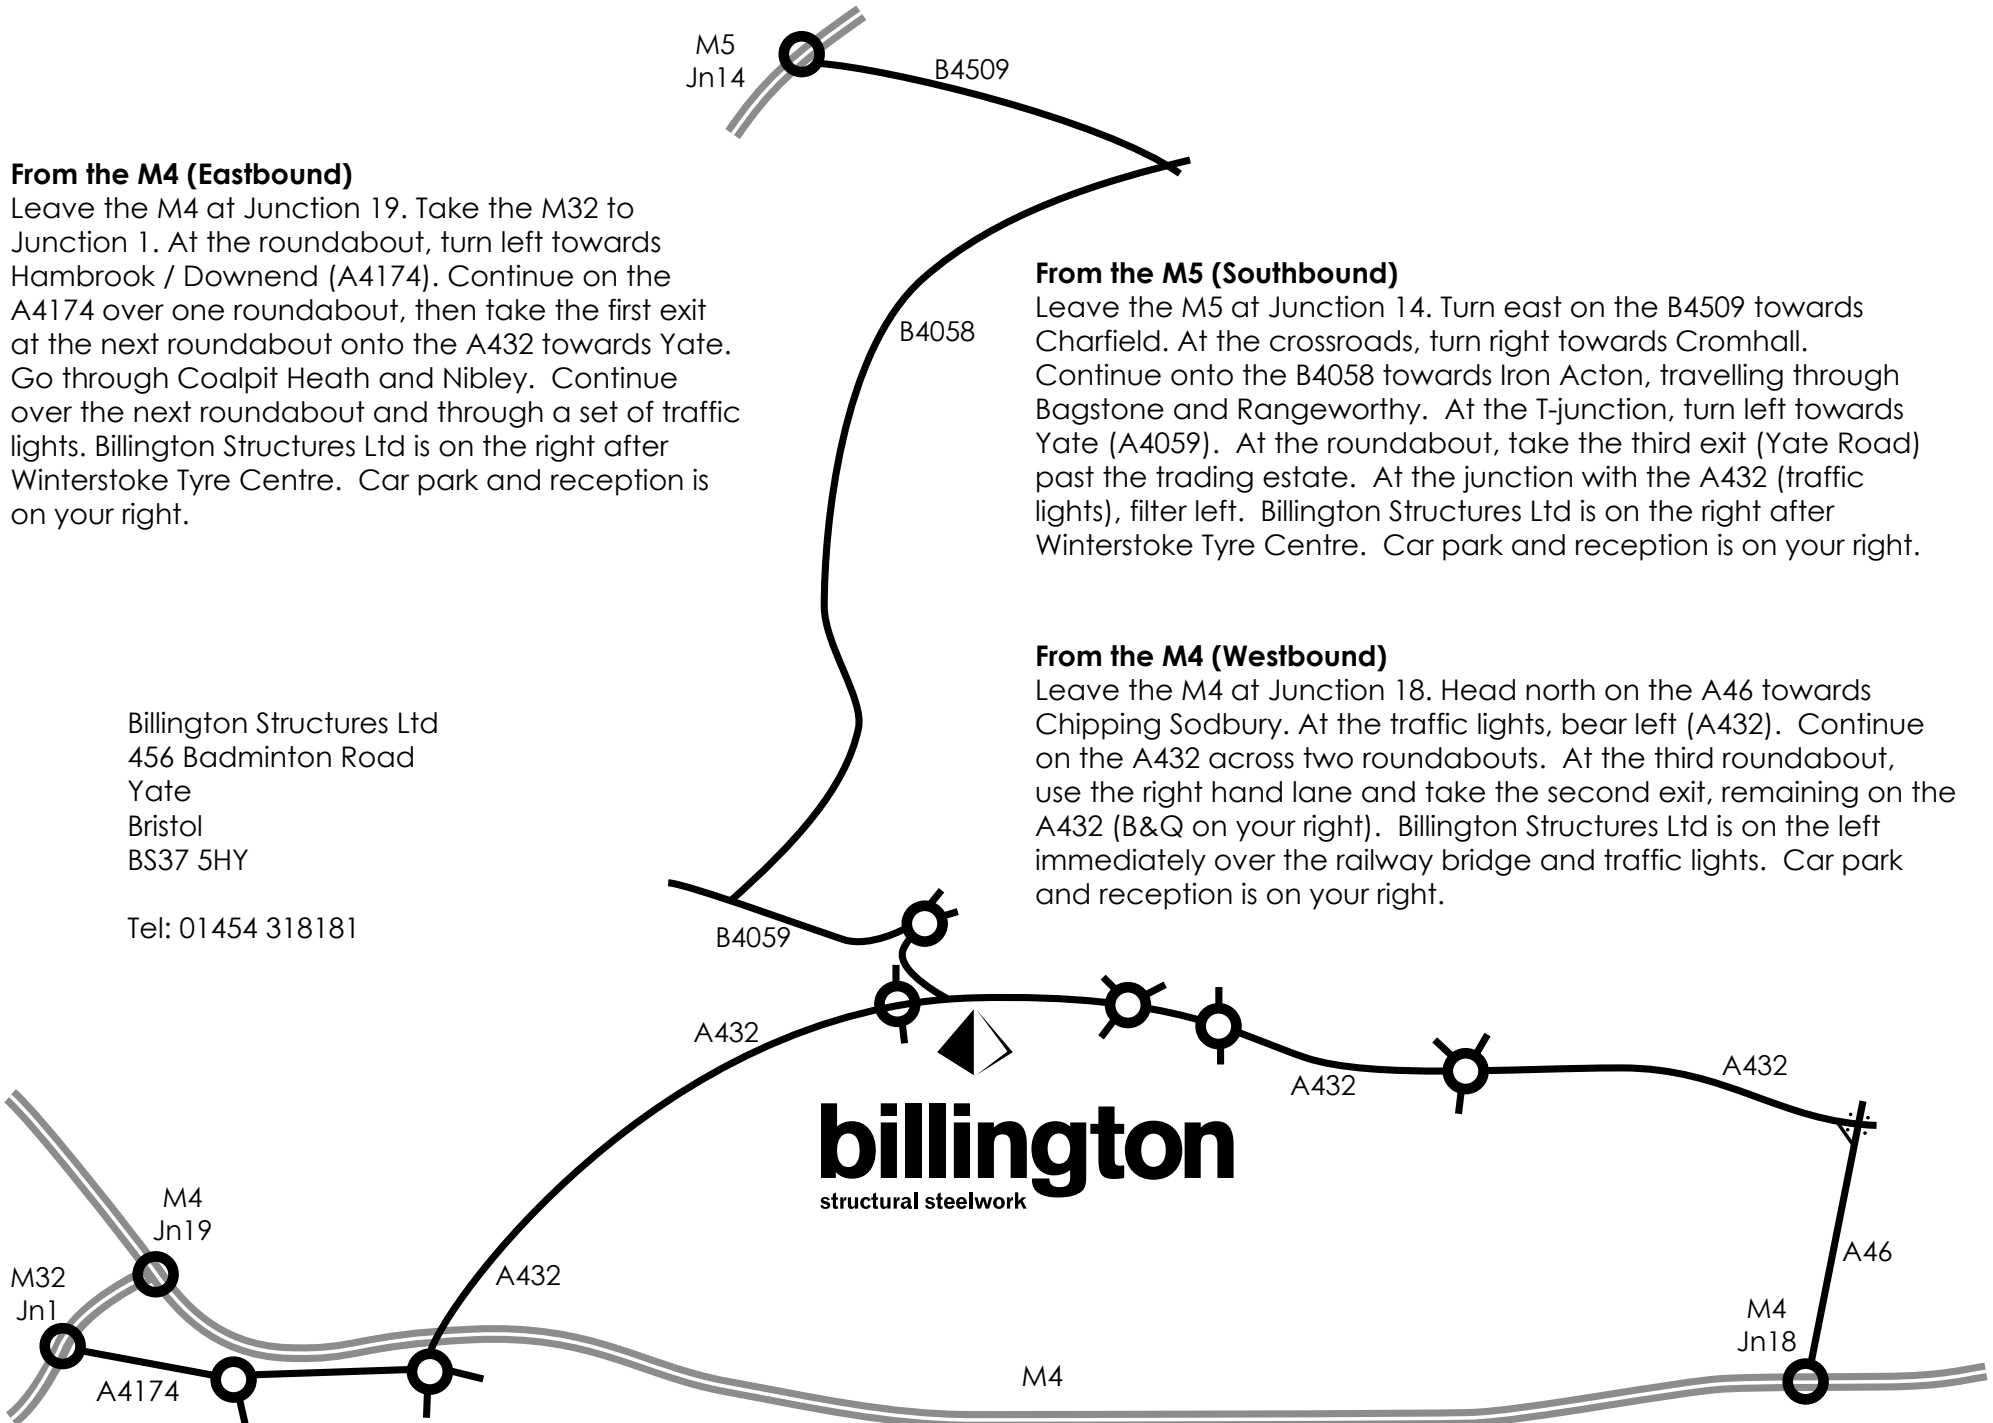 M5
Jn14
B4509
From the M4 (Eastbound)
Leave the M4 at Junction 19. Take the M32 to
Junction 1. At the roundabout, turn left towards
Hambrook / Downend (A4174). Continue on the
A4174 over one roundabout, then take the first exit
at the next roundabout onto the A432 towards Yate.
Go through Coalpit Heath and Nibley.  Continue
over the next roundabout and through a set of traffic
lights. Billington Structures Ltd is on the right after
Winterstoke Tyre Centre.  Car park and reception is
on your right.
B4058
From the M5 (Southbound)
Leave the M5 at Junction 14. Turn east on the B4509 towards
Charfield. At the crossroads, turn right towards Cromhall.
Continue onto the B4058 towards Iron Acton, travelling through
Bagstone and Rangeworthy.  At the T-junction, turn left towards
Yate (A4059).  At the roundabout, take the third exit (Yate Road)
past the trading estate.  At the junction with the A432 (traffic
lights), filter left.  Billington Structures Ltd is on the right after
Winterstoke Tyre Centre.  Car park and reception is on your right.
From the M4 (Westbound)
Leave the M4 at Junction 18. Head north on the A46 towards
Chipping Sodbury. At the traffic lights, bear left (A432).  Continue
on the A432 across two roundabouts.  At the third roundabout,
use the right hand lane and take the second exit, remaining on the
A432 (B&Q on your right).  Billington Structures Ltd is on the left
immediately over the railway bridge and traffic lights.  Car park
and reception is on your right.
Billington Structures Ltd
456 Badminton Road
Yate
Bristol
BS37 5HY
Tel: 01454 318181
B4059
A432
A432
A432
billington
structural steelwork
M4
Jn19
M32
Jn1
A432
A4174
M4
A46
M4
Jn18